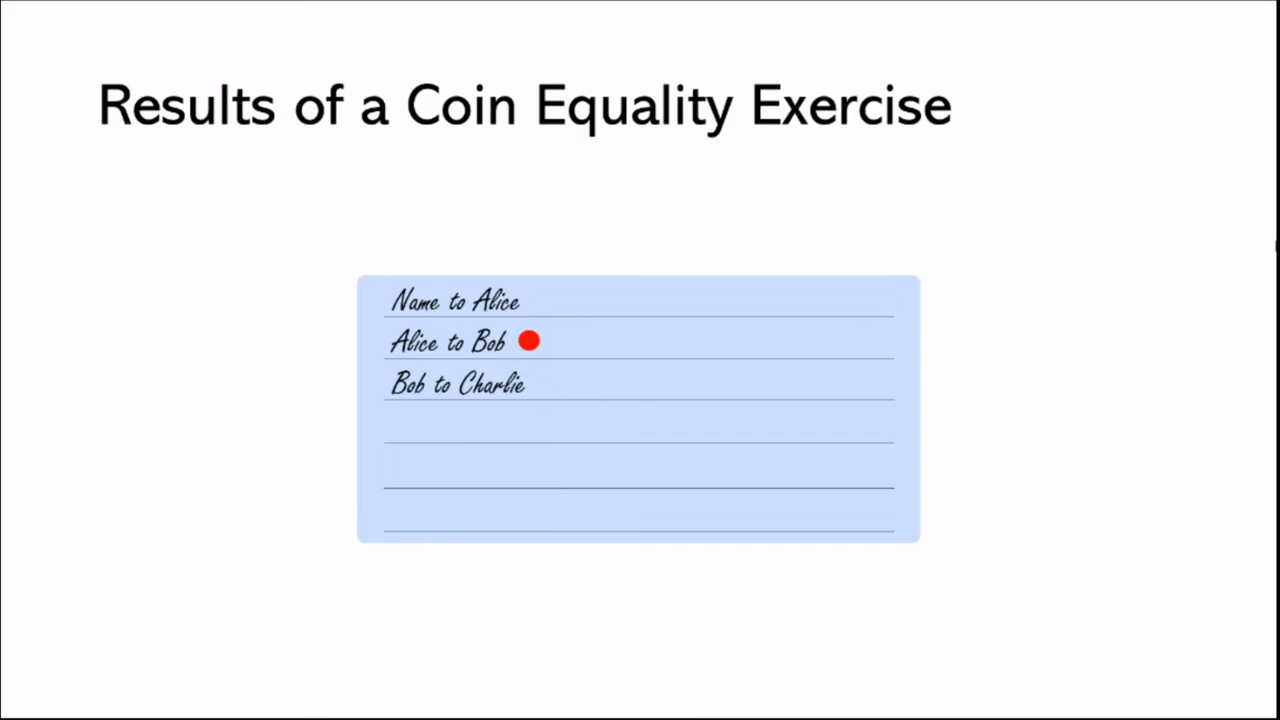 Results of a Coin Equality Exercise
Name to Alice
Alice to Bob
Bob to Charlie